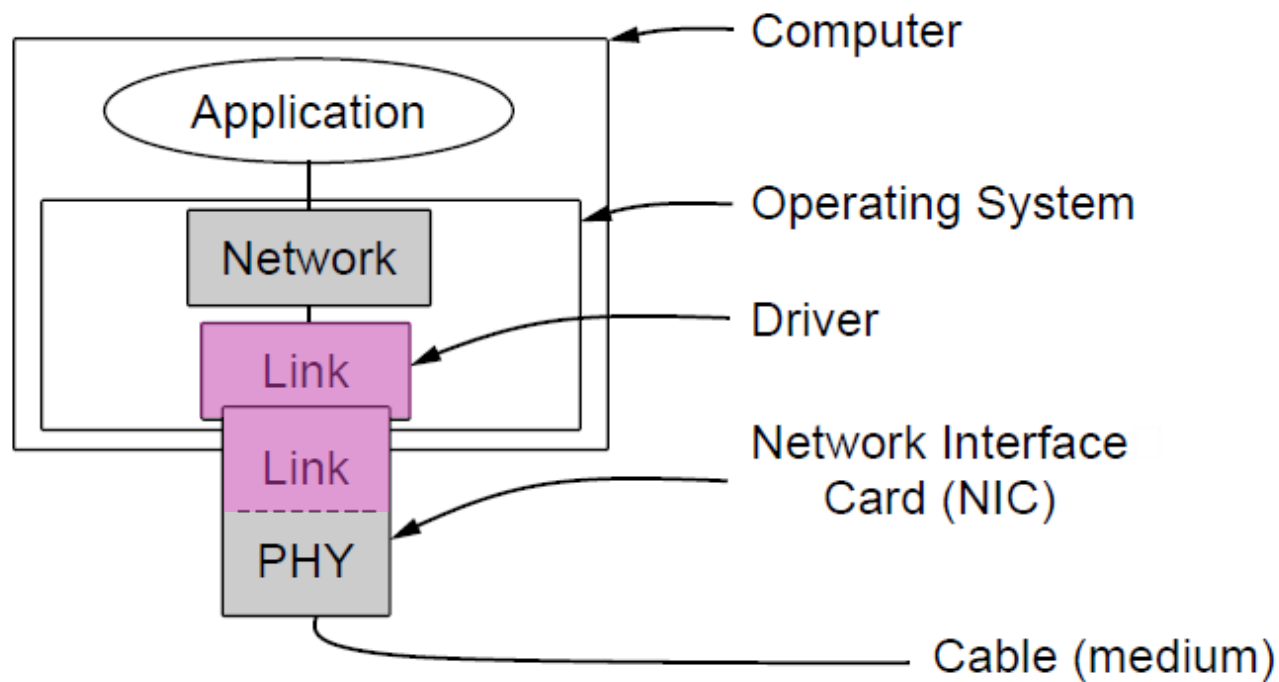 Computer
Application
Operating System
Network
Driver
Link
Network Interface
Card (NIC)
Link
PHY
Cable (medium)